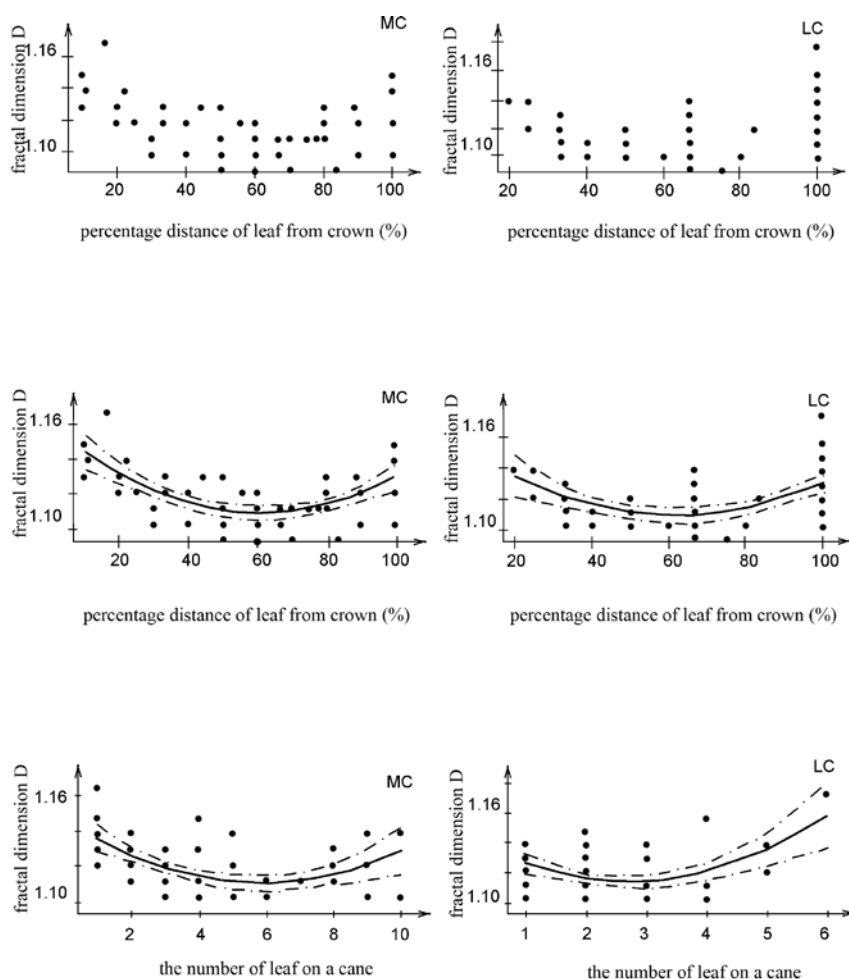 MC
fractal dimension D
1.16
1.10
20 40 60 80 100
percentage distance of leaf from crown (%)
LC
fractal dimension D
1.16
1.10
20 40 60 80 100
percentage distance of leaf from crown (%)
MC
fractal dimension D
1.16
1.10
20 40 60 80 100
percentage distance of leaf from crown (%)
LC
fractal dimension D
1.16
1.10
20 40 60 80 100
percentage distance of leaf from crown (%)
MC
fractal dimension D
1.16
1.10
2 4 6 8 10
the number of leaf on a cane
LC
fractal dimension D
1.16
1.10
1 2 3 4 5 6
the number of leaf on a cane